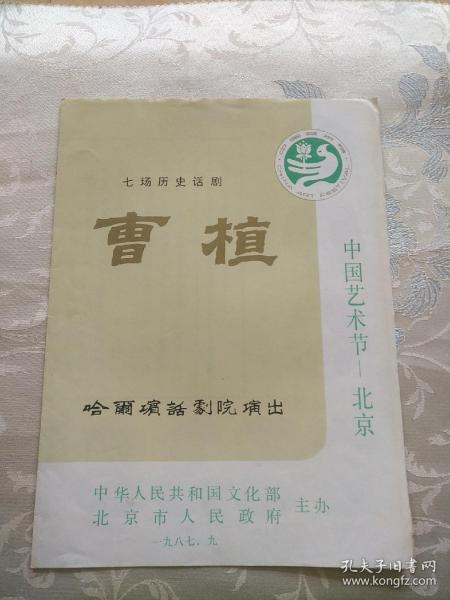 七场历史话剧
曹植
哈爾濱話劇院演出
中国艺术节—北京
中华人民共和国文化部
北京市人民政府
主办
一九八七.九
孔夫子旧书网
www.kongfz.com